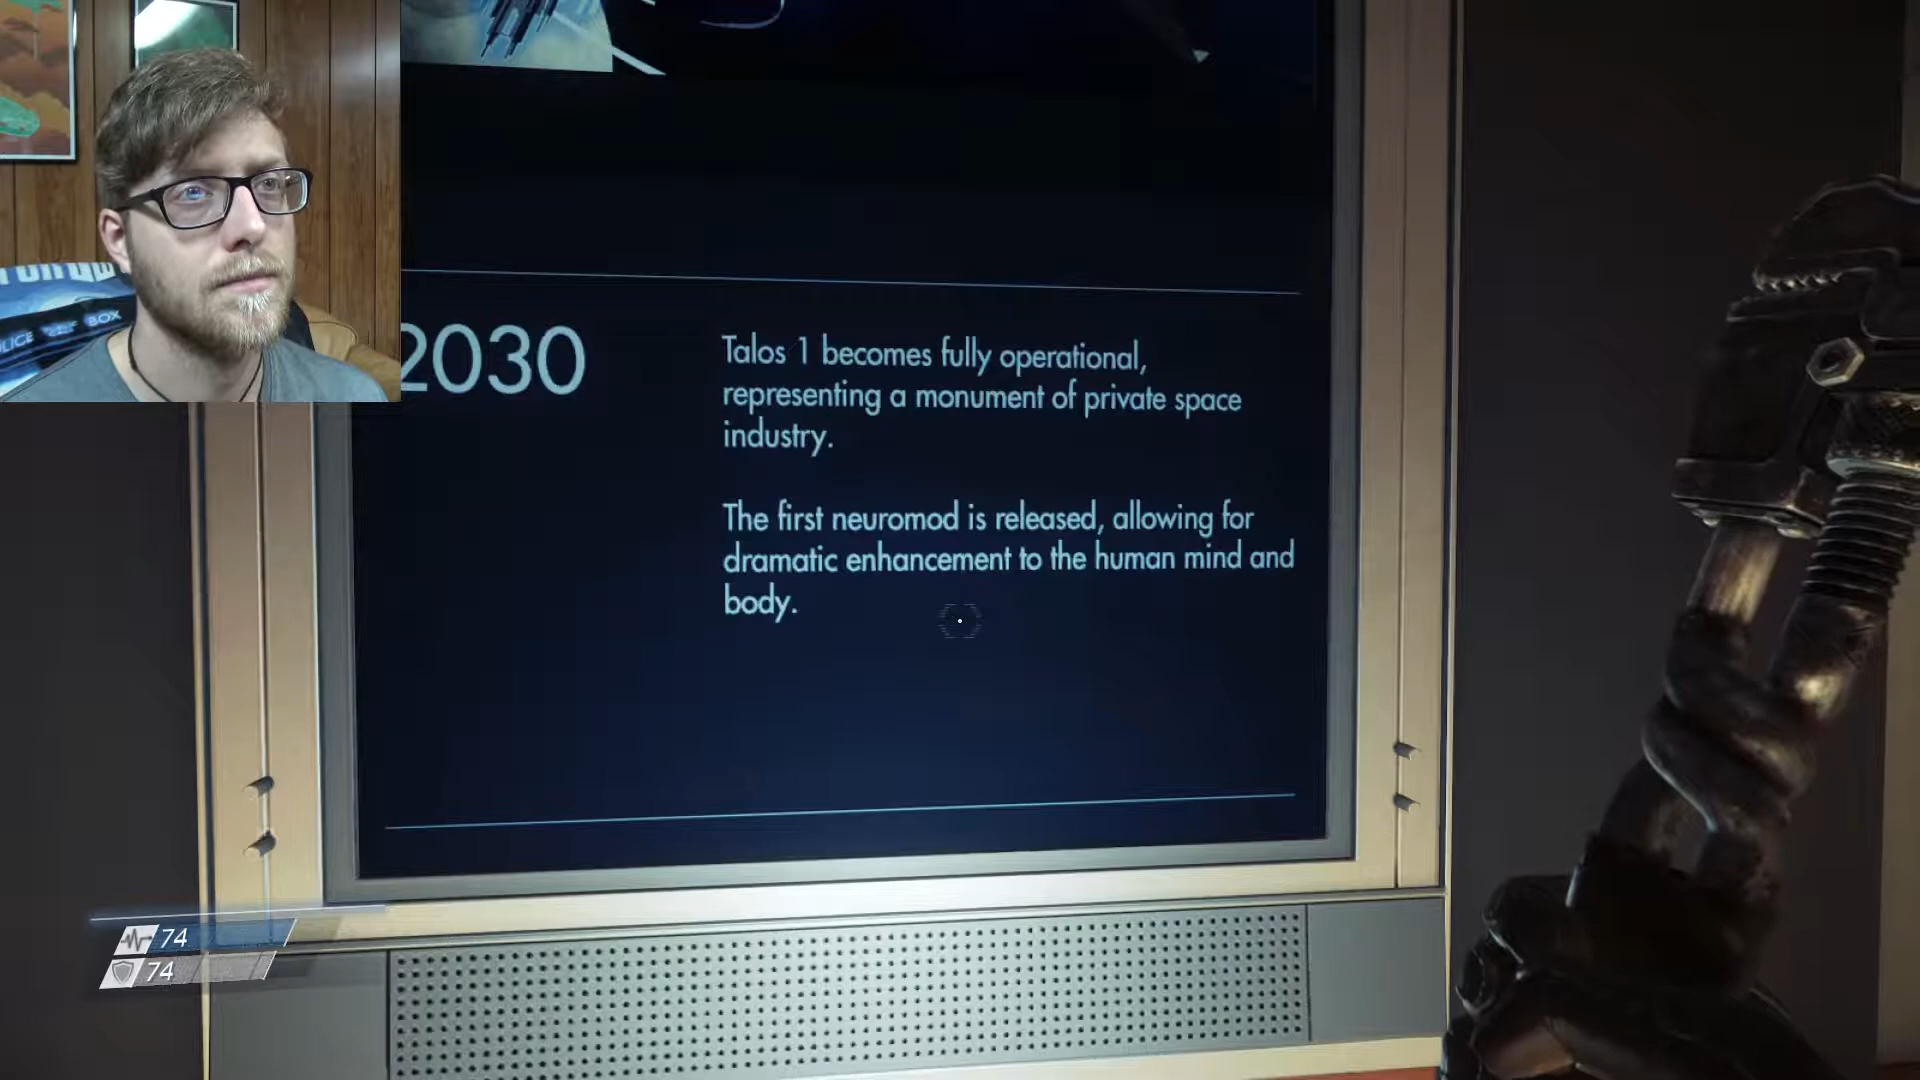 BOX
2030
Talos 1 becomes fully operational,
representing a monument of private space
industry.
The first neuromod is released, allowing for
dramatic enhancement to the human mind and
body.
74
74